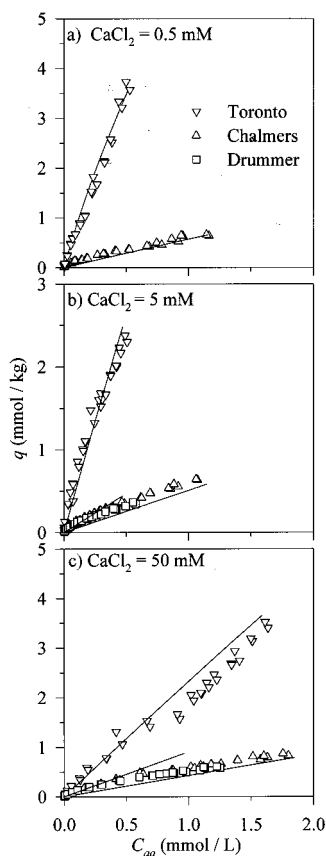 a) CaCl₂ = 0.5 mM
5
4
3
2
1
0
Toronto
Chalmers
Drummer
b) CaCl₂ = 5 mM
3
2
1
0
q (mmol / kg)
c) CaCl₂ = 50 mM
5
4
3
2
1
0
0.0 0.5 1.0 1.5 2.0
C_aq (mmol / L)